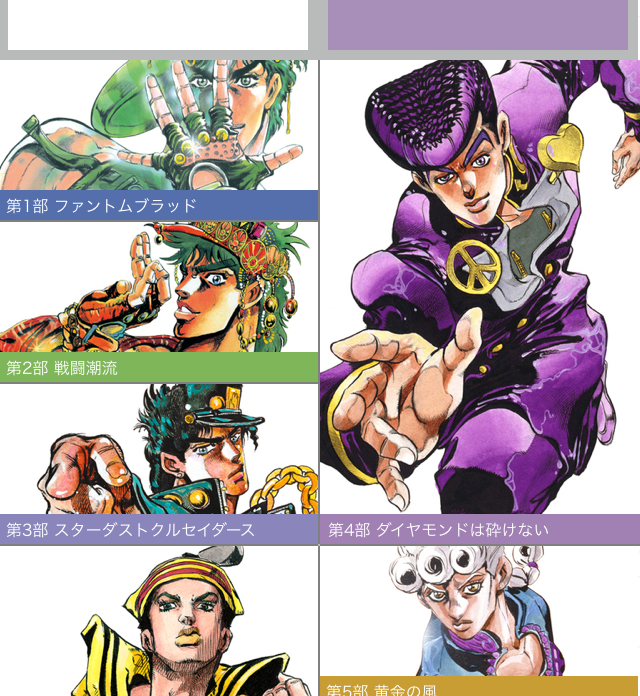 第1部 ファントムブラッド
第2部 戦闘潮流
第3部 スターダストクルセイダース
第4部 ダイヤモンドは砕けない
第5部 黄金の風